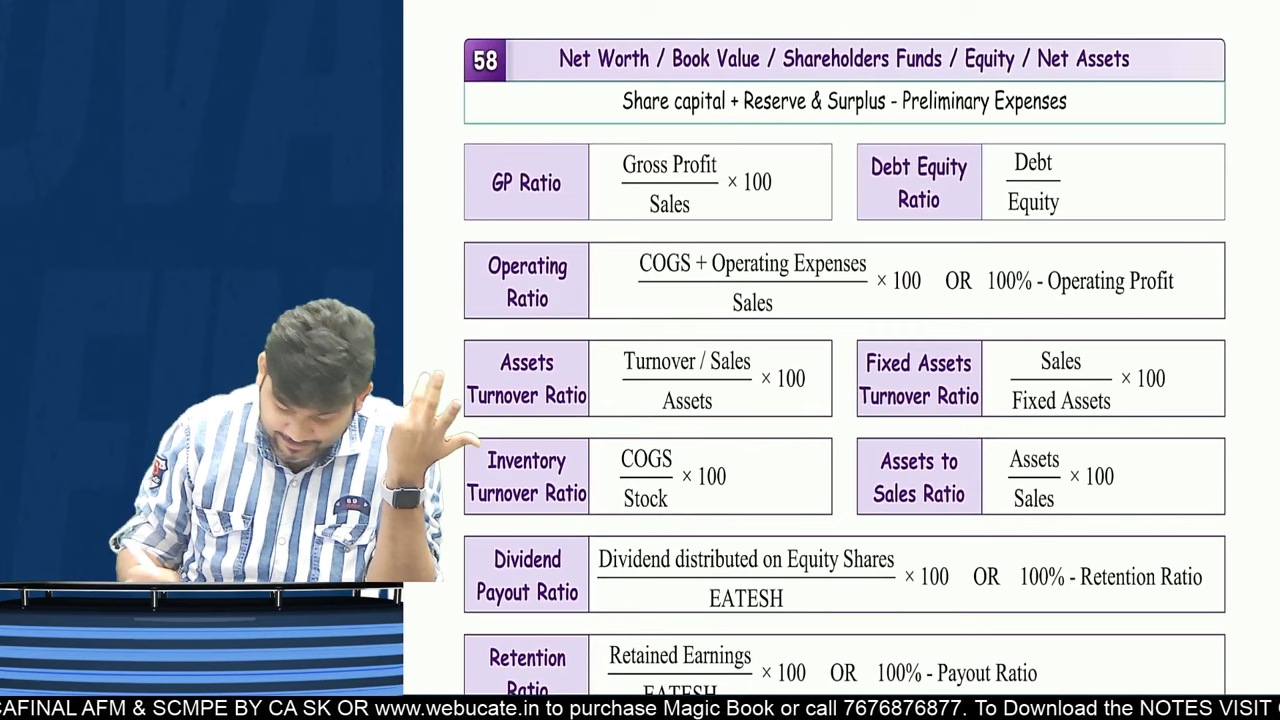 58
Net Worth / Book Value / Shareholders Funds / Equity / Net Assets
Share capital + Reserve & Surplus - Preliminary Expenses
GP Ratio
Gross Profit
Sales
× 100
Debt Equity
Ratio
Debt
Equity
Operating
Ratio
COGS + Operating Expenses
Sales
× 100 OR 100% - Operating Profit
Assets
Turnover Ratio
Turnover / Sales
Assets
× 100
Fixed Assets
Turnover Ratio
Sales
Fixed Assets
× 100
Inventory
Turnover Ratio
COGS
Stock
× 100
Assets to
Sales Ratio
Assets
Sales
× 100
Dividend
Payout Ratio
Dividend distributed on Equity Shares
EATESH
× 100 OR 100% - Retention Ratio
Retention
Ratio
Retained Earnings
EATESH
× 100 OR 100% - Payout Ratio
CAFINAL AFM & SCMPE BY CA SK OR www.webucate.in to purchase Magic Book or call 7676876877. To Download the NOTES VISIT